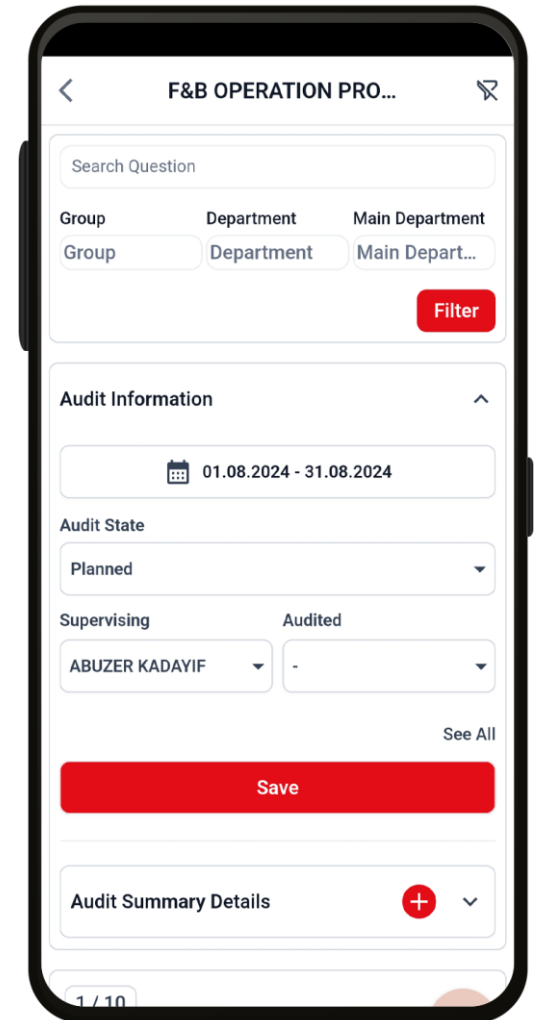 F&B OPERATION PRO...
Search Question
Group Department Main Department
Group Department Main Depart...
Filter
Audit Information
01.08.2024 - 31.08.2024
Audit State
Planned
Supervising Audited
ABUZER KADAYIF -
See All
Save
Audit Summary Details
1 / 10